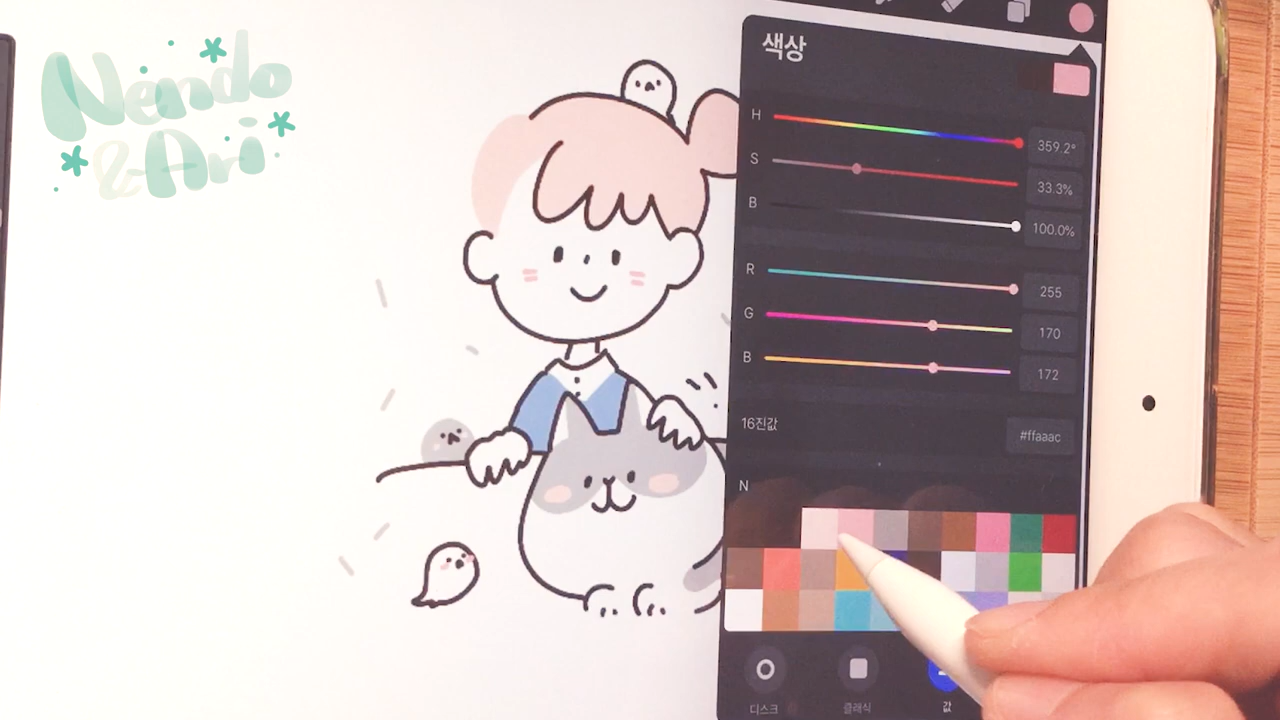 Nendo
&Ari
색상
H
359.2°
S
33.3%
B
100.0%
R
255
G
170
B
172
16진값
#ffaaac
N
디스크
클래식
값